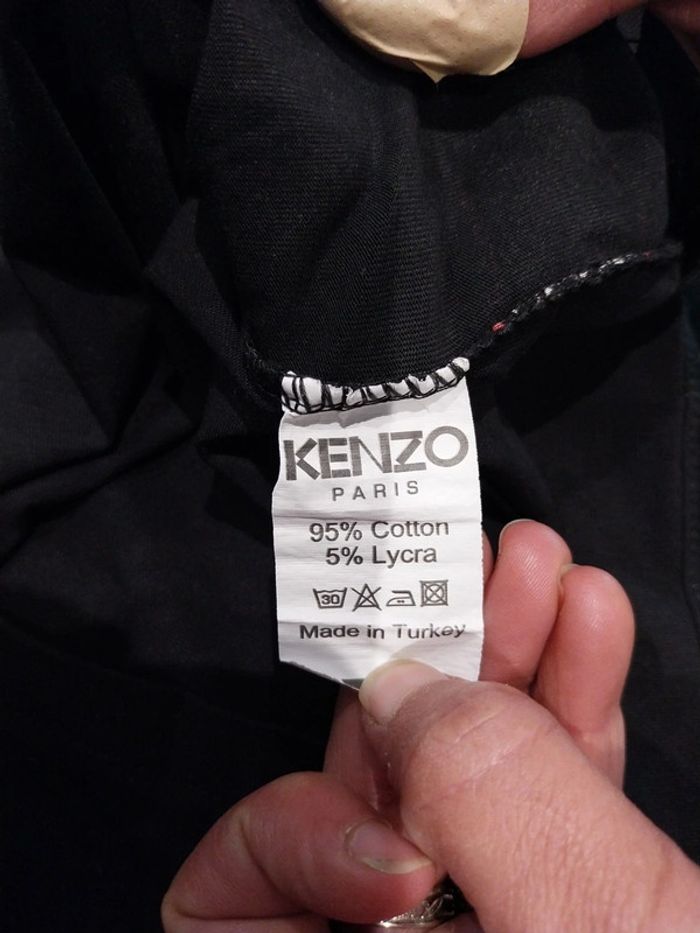 KENZO
PARIS
95% Cotton
5% Lycra
30
Made in Turkey